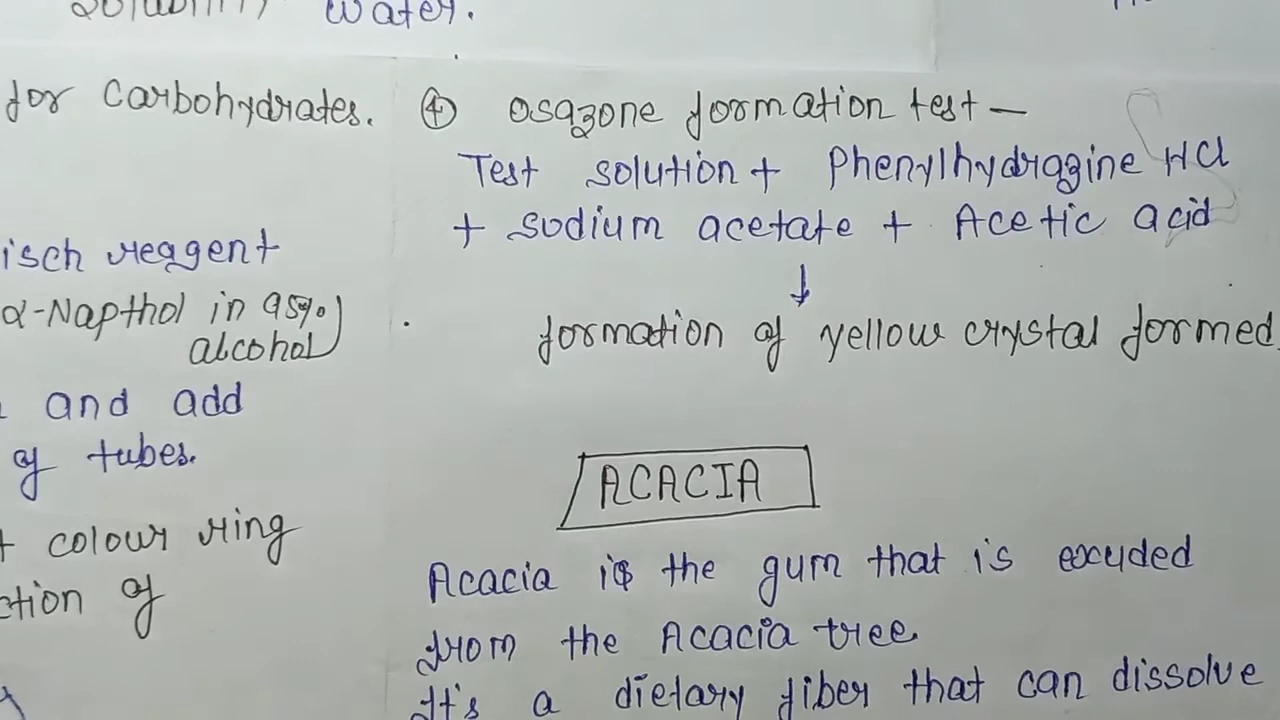 water.
for carbohydrates.
isch reagent
α-Napthol in 95%
alcohol
and add
of tubes.
colour ring
ction of
④ osazone formation test –
Test solution + Phenylhydrazine HCl
+ sodium acetate + Acetic acid
↓
formation of yellow crystal formed
ACACIA
Acacia is the gum that is excuded
from the Acacia tree
It's a dietary fiber that can dissolve